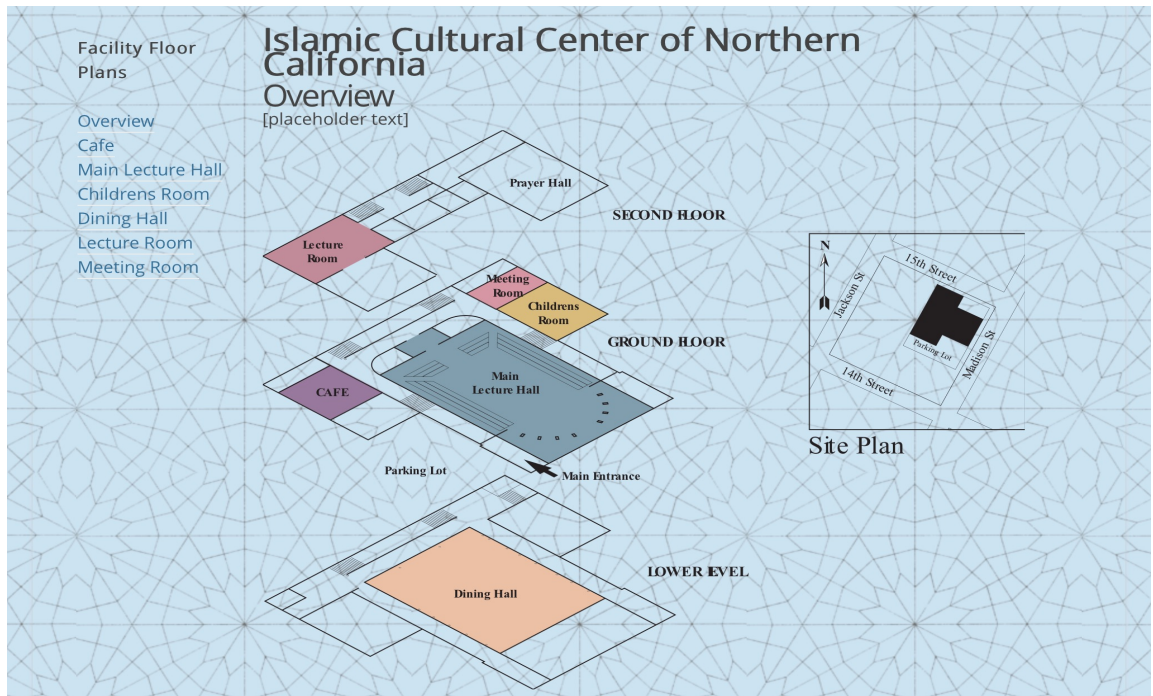 Facility Floor
Plans
Overview
Cafe
Main Lecture Hall
Childrens Room
Dining Hall
Lecture Room
Meeting Room
Islamic Cultural Center of Northern
California
Overview
[placeholder text]
Prayer Hall
SECOND FLOOR
Lecture
Room
Meeting
Room
Childrens
Room
GROUND FLOOR
Main
Lecture Hall
CAFE
Parking Lot
Main Entrance
LOWER LEVEL
Dining Hall
N
15th Street
Jackson St
Parking Lot
Madison St
14th Street
Site Plan